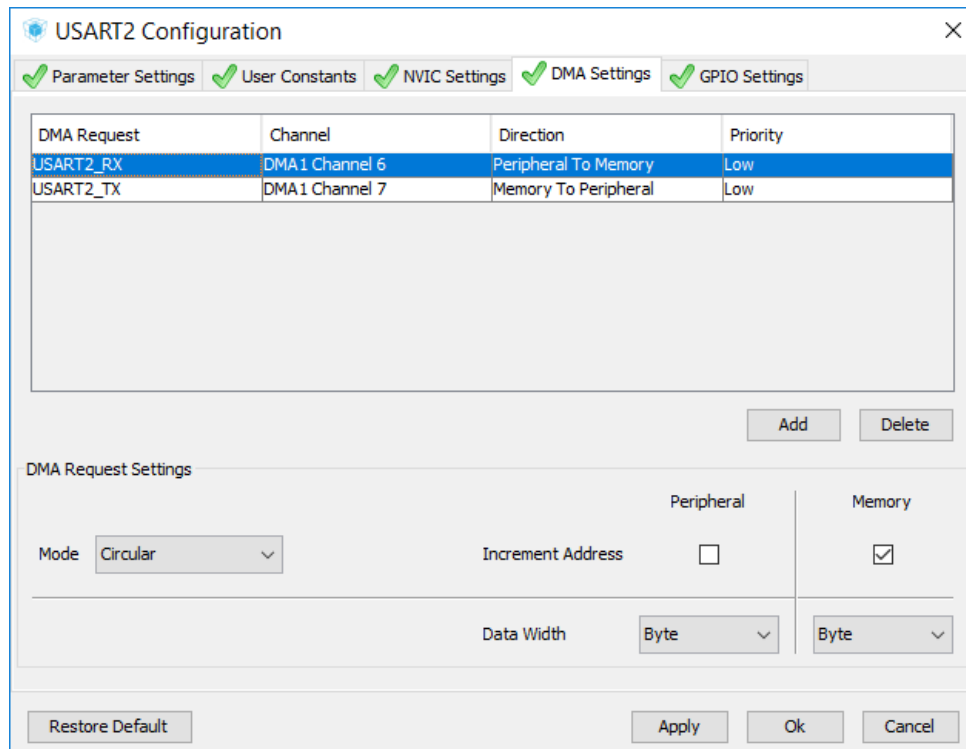 USART2 Configuration
Parameter Settings User Constants NVIC Settings DMA Settings GPIO Settings
DMA Request Channel Direction Priority
USART2_RX DMA1 Channel 6 Peripheral To Memory Low
USART2_TX DMA1 Channel 7 Memory To Peripheral Low
Add Delete
DMA Request Settings
Peripheral Memory
Mode Circular Increment Address
Data Width Byte Byte
Restore Default Apply Ok Cancel